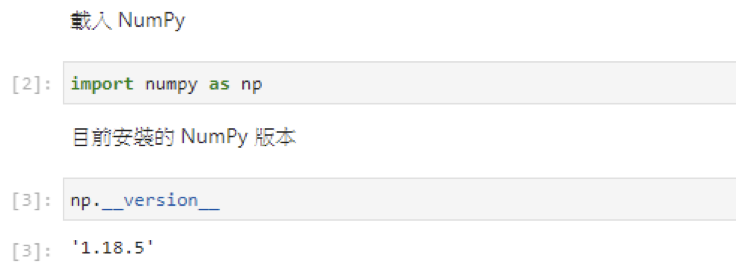 載入 NumPy
[2]: import numpy as np
目前安裝的 NumPy 版本
[3]: np.__version__
[3]: '1.18.5'